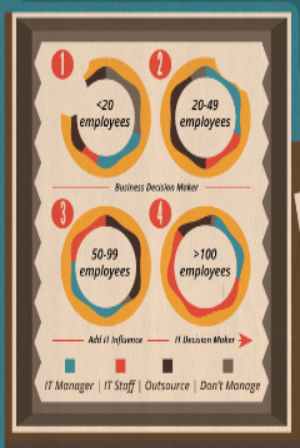 1
<20
employees
2
20-49
employees
Business Decision Maker
3
50-99
employees
4
>100
employees
Add IT Influence
IT Decision Maker
IT Manager | IT Staff | Outsource | Don't Manage